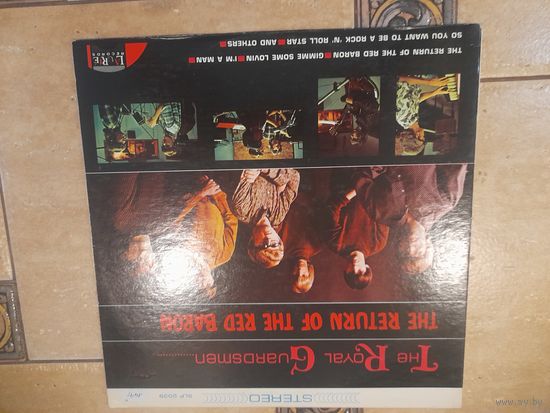 STEREO
SLP 2039
THE ROYAL GUARDSMEN..........
THE RETURN OF THE RED BARON
THE RETURN OF THE RED BARON ■ GIMME SOME LOVIN ■ I'M A MAN ■
SO YOU WANT TO BE A ROCK 'N' ROLL STAR ■ AND OTHERS ■
RECORDS
www.ay.by